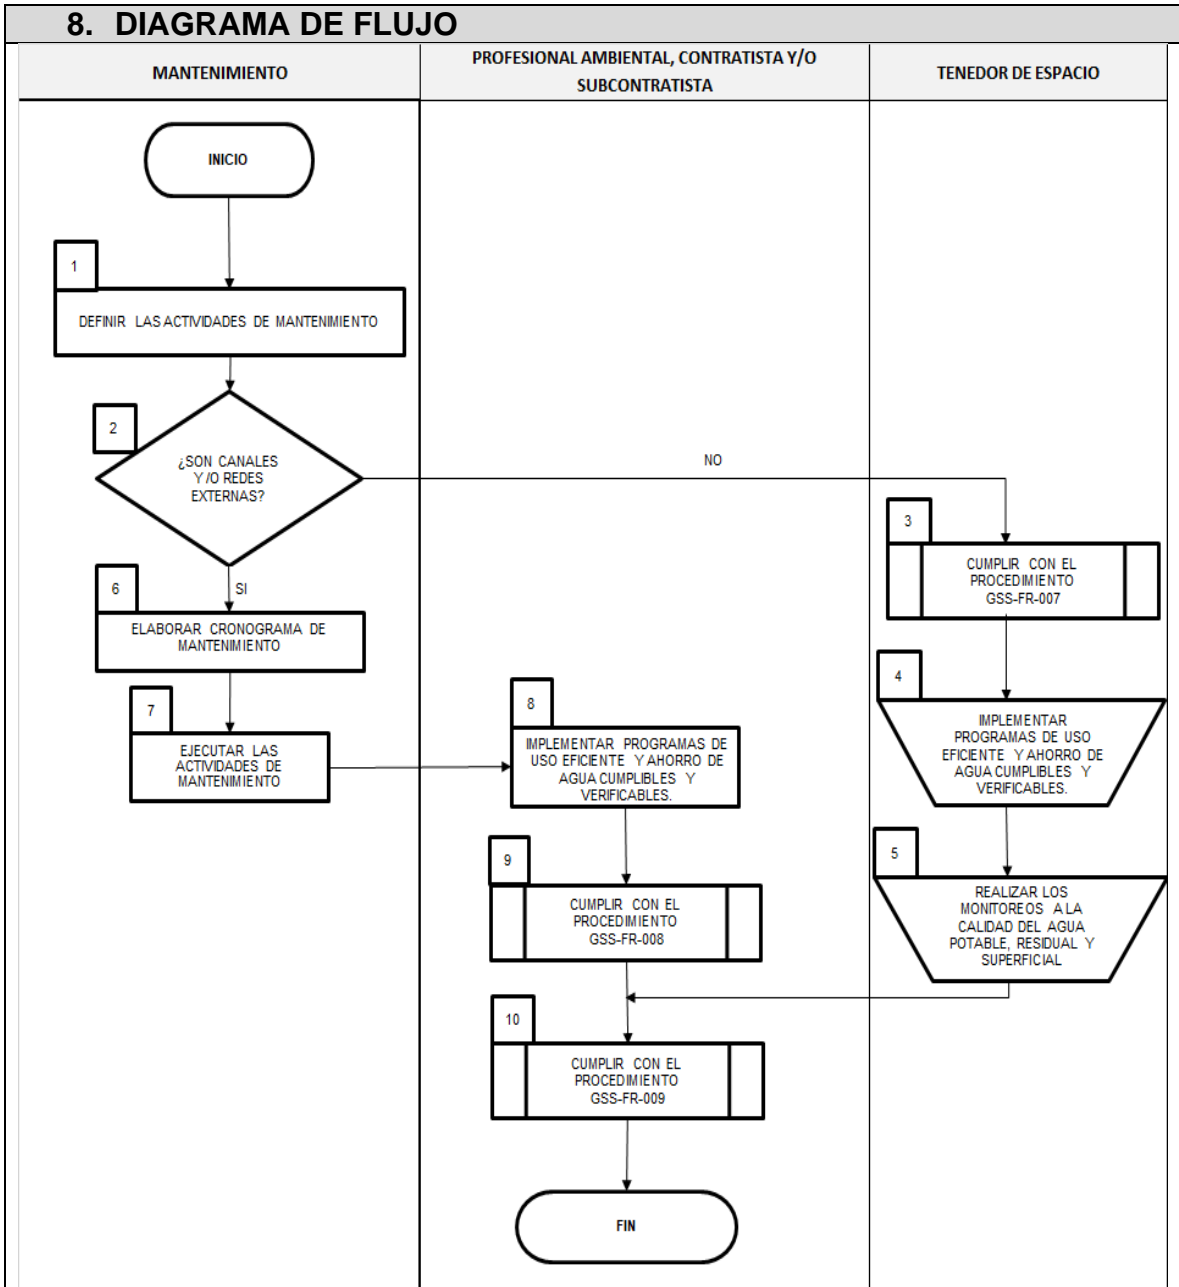 8. DIAGRAMA DE FLUJO
MANTENIMIENTO
PROFESIONAL AMBIENTAL, CONTRATISTA Y/O
SUBCONTRATISTA
TENEDOR DE ESPACIO
INICIO
1
DEFINIR LAS ACTIVIDADES DE MANTENIMIENTO
2
¿SON CANALES
Y /O REDES
EXTERNAS?
NO
SI
3
CUMPLIR CON EL
PROCEDIMIENTO
GSS-FR-007
4
IMPLEMENTAR
PROGRAMAS DE USO
EFICIENTE Y AHORRO DE
AGUA CUMPLIBLES Y
VERIFICABLES.
5
REALIZAR LOS
MONITOREOS A LA
CALIDAD DEL AGUA
POTABLE, RESIDUAL Y
SUPERFICIAL
6
ELABORAR CRONOGRAMA DE
MANTENIMIENTO
7
EJECUTAR LAS
ACTIVIDADES DE
MANTENIMIENTO
8
IMPLEMENTAR PROGRAMAS DE
USO EFICIENTE Y AHORRO DE
AGUA CUMPLIBLES Y
VERIFICABLES.
9
CUMPLIR CON EL
PROCEDIMIENTO
GSS-FR-008
10
CUMPLIR CON EL
PROCEDIMIENTO
GSS-FR-009
FIN